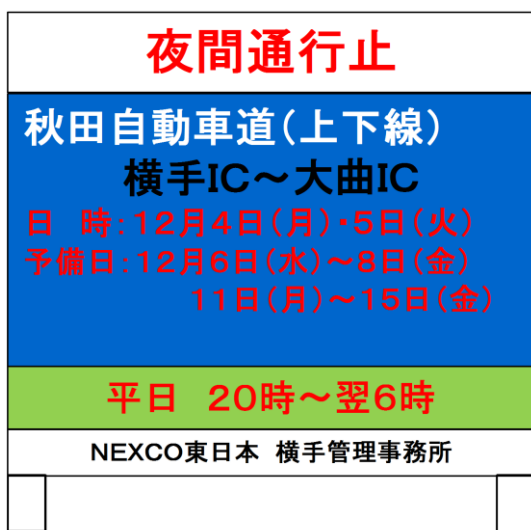 夜間通行止
秋田自動車道(上下線)
横手IC～大曲IC
日 時:12月4日(月)・5日(火)
予備日:12月6日(水)～8日(金)
11日(月)～15日(金)
平日 20時～翌6時
NEXCO東日本 横手管理事務所